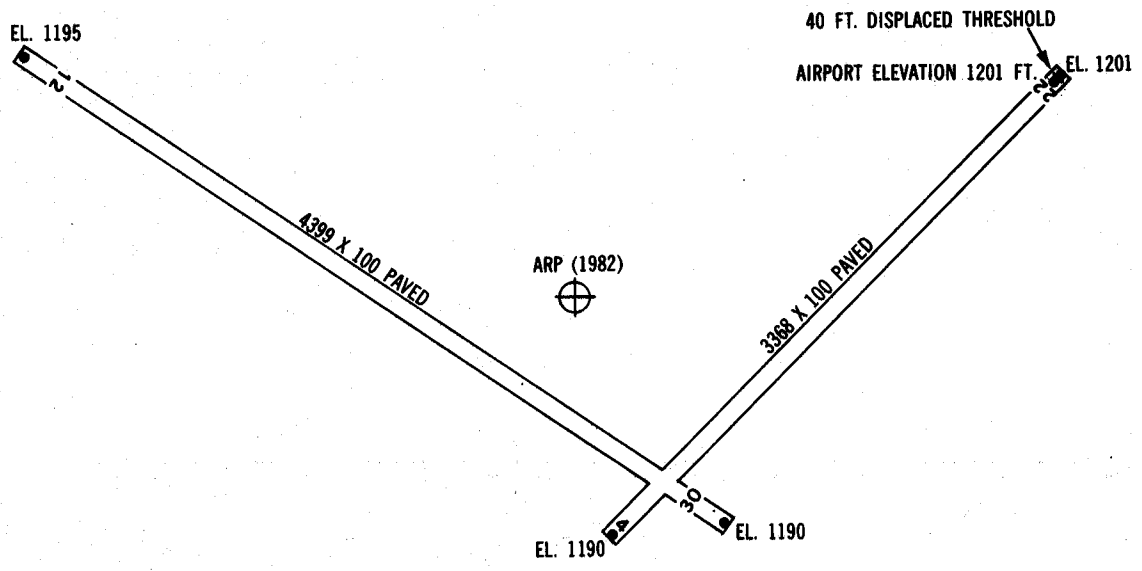 40 FT. DISPLACED THRESHOLD
EL. 1195
EL. 1201
AIRPORT ELEVATION 1201 FT.
12
22
4399 X 100 PAVED
ARP (1982)
3368 X 100 PAVED
30
4
EL. 1190
EL. 1190